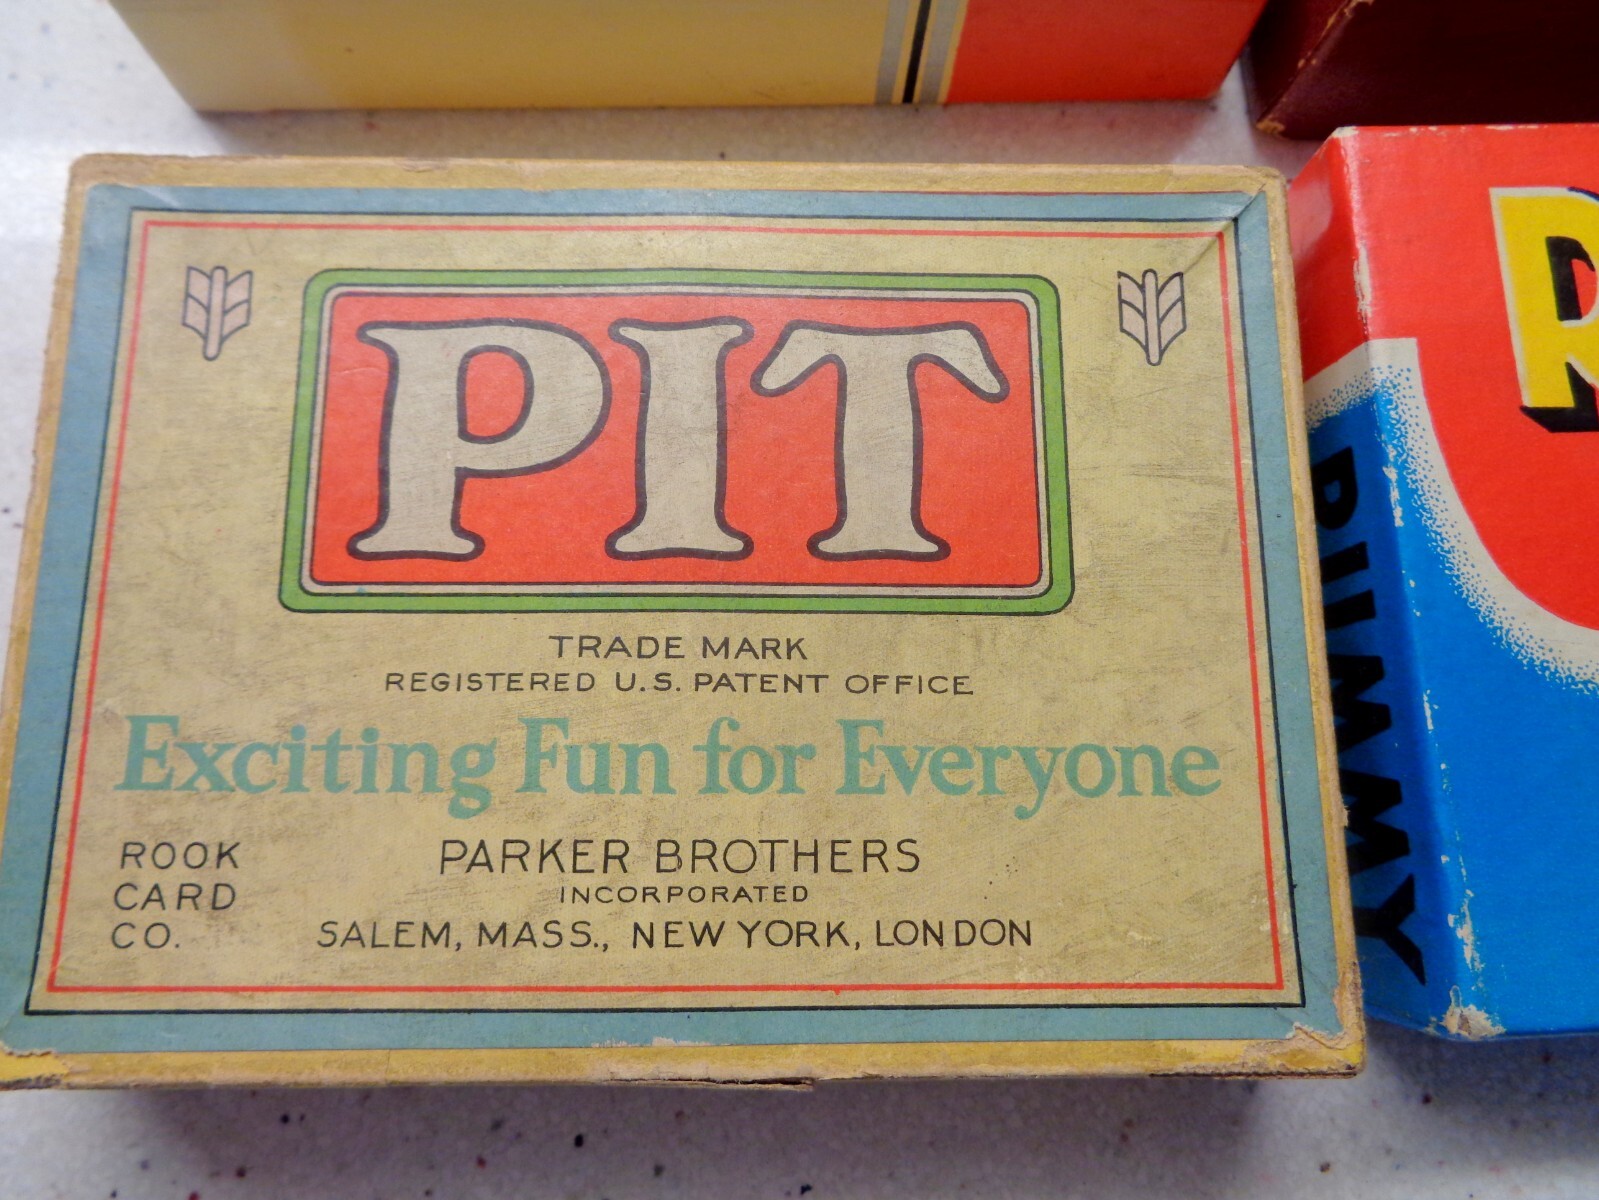 PIT
TRADE MARK
REGISTERED U.S. PATENT OFFICE
Exciting Fun for Everyone
ROOK
CARD
CO.
PARKER BROTHERS
INCORPORATED
SALEM, MASS., NEW YORK, LONDON
R